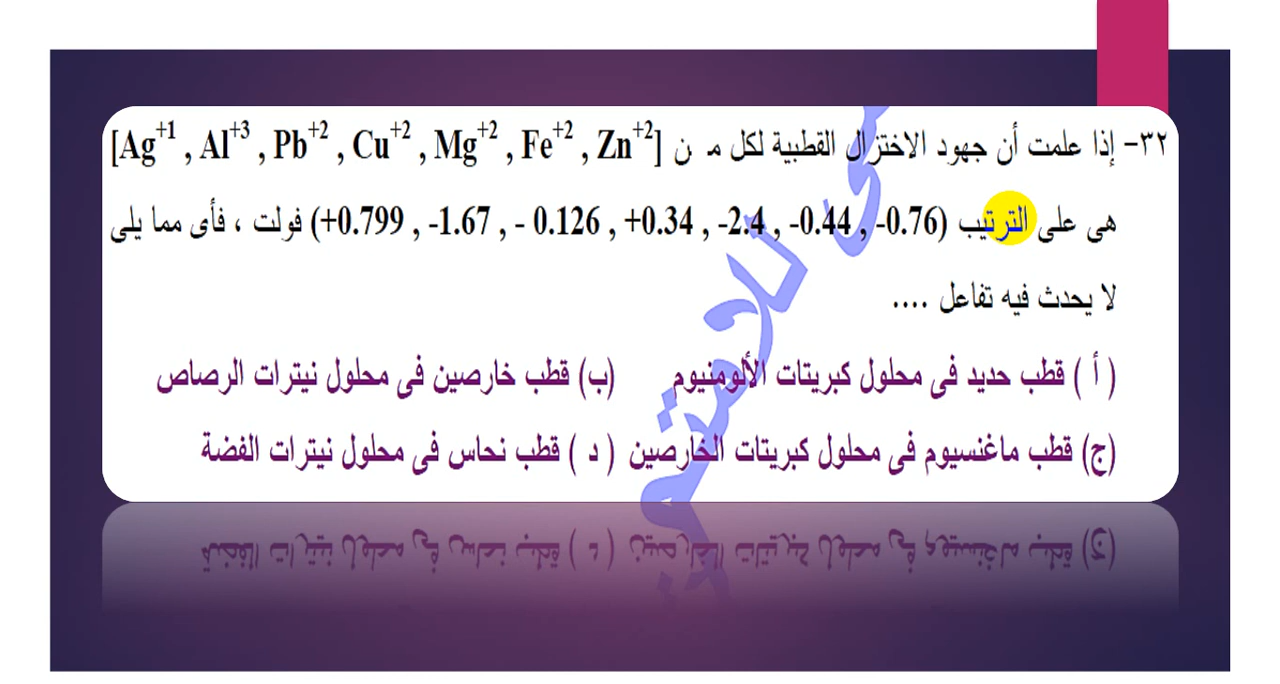 ٣٢- إذا علمت أن جهود الاختزال القطبية لكل مـ ن [Ag+1 , Al+3 , Pb+2 , Cu+2 , Mg+2 , Fe+2 , Zn+2]
هى على الترتيب (+0.799 , -1.67 , - 0.126 , +0.34 , -2.4 , -0.44 , -0.76) فولت ، فأى مما يلى
لا يحدث فيه تفاعل ....
( أ ) قطب حديد فى محلول كبريتات الألومنيوم (ب) قطب خارصين فى محلول نيترات الرصاص
(ج) قطب ماغنسيوم فى محلول كبريتات الخارصين ( د ) قطب نحاس فى محلول نيترات الفضة